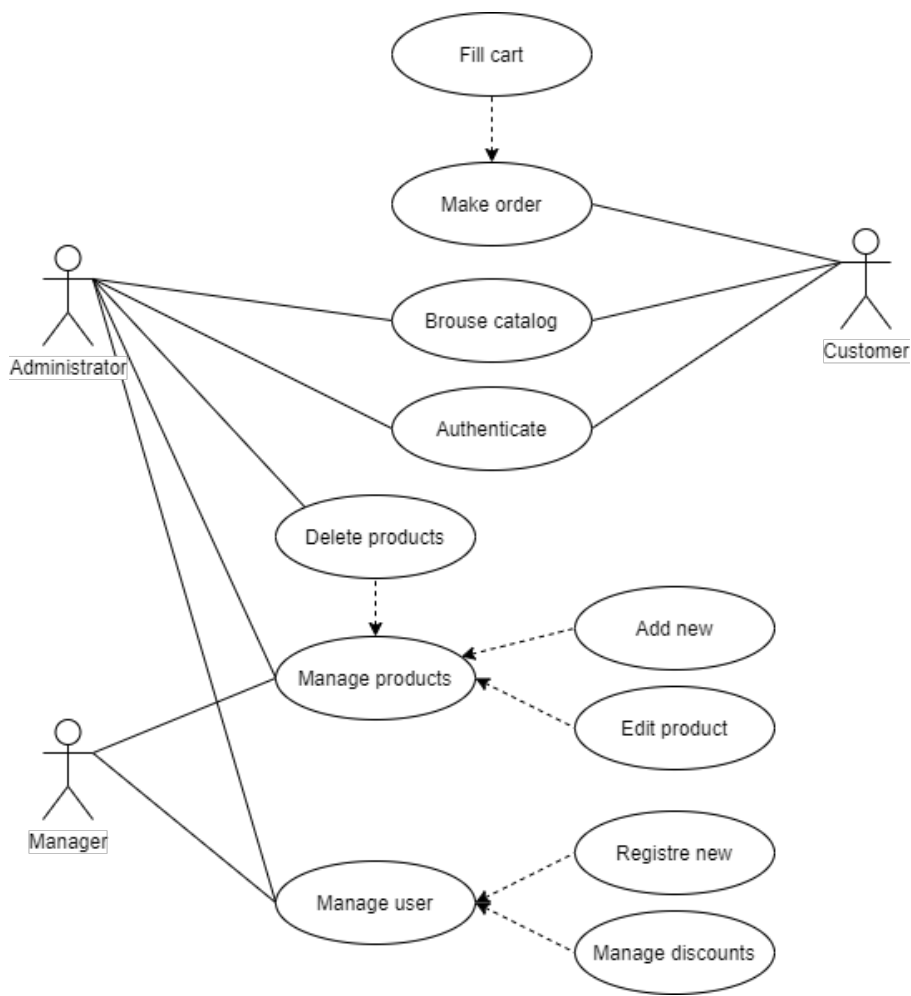 Fill cart
Make order
Brouse catalog
Administrator
Customer
Authenticate
Delete products
Add new
Manage products
Edit product
Manager
Registre new
Manage user
Manage discounts